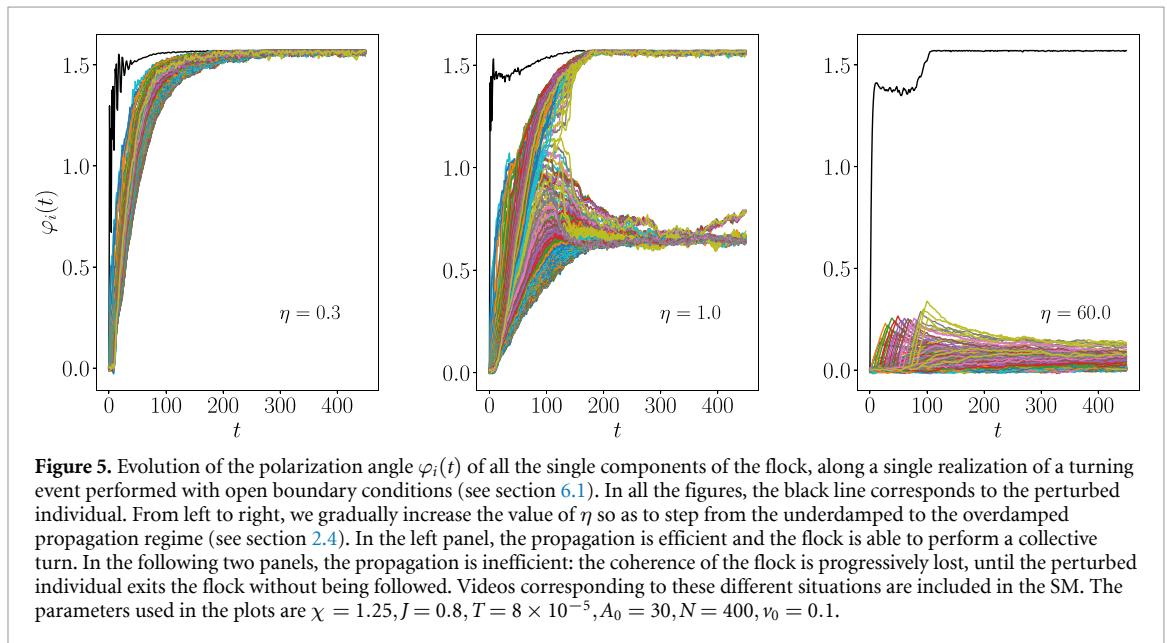 1.5
1.0
0.5
0.0
φᵢ(t)
η = 0.3
0 100 200 300 400
t
1.5
1.0
0.5
0.0
η = 1.0
0 100 200 300 400
t
1.5
1.0
0.5
0.0
η = 60.0
0 100 200 300 400
t
Figure 5. Evolution of the polarization angle φᵢ(t) of all the single components of the flock, along a single realization of a turning
event performed with open boundary conditions (see section 6.1). In all the figures, the black line corresponds to the perturbed
individual. From left to right, we gradually increase the value of η so as to step from the underdamped to the overdamped
propagation regime (see section 2.4). In the left panel, the propagation is efficient and the flock is able to perform a collective
turn. In the following two panels, the propagation is inefficient: the coherence of the flock is progressively lost, until the perturbed
individual exits the flock without being followed. Videos corresponding to these different situations are included in the SM. The
parameters used in the plots are χ = 1.25, J = 0.8, T = 8 × 10⁻⁵, A₀ = 30, N = 400, v₀ = 0.1.